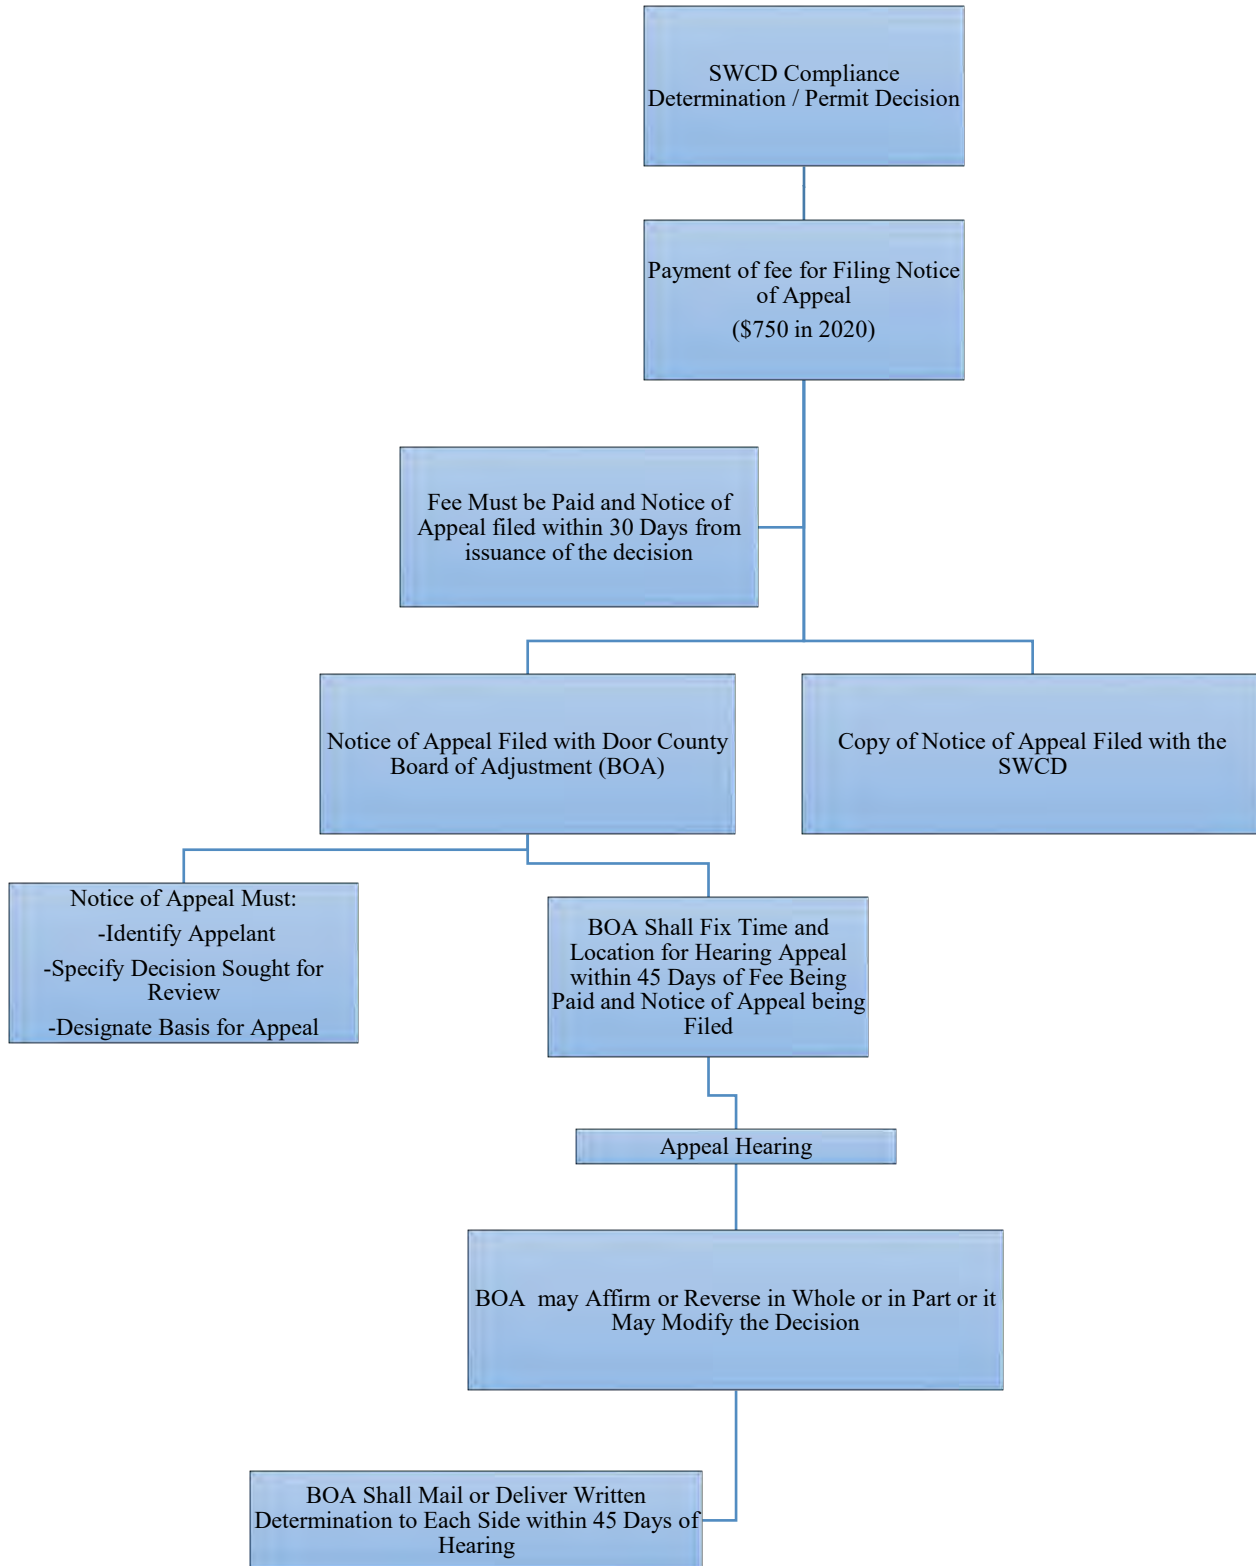 SWCD Compliance
Determination / Permit Decision
Payment of fee for Filing Notice
of Appeal
($750 in 2020)
Fee Must be Paid and Notice of
Appeal filed within 30 Days from
issuance of the decision
Notice of Appeal Filed with Door County
Board of Adjustment (BOA)
Copy of Notice of Appeal Filed with the
SWCD
Notice of Appeal Must:
-Identify Appelant
-Specify Decision Sought for
Review
-Designate Basis for Appeal
BOA Shall Fix Time and
Location for Hearing Appeal
within 45 Days of Fee Being
Paid and Notice of Appeal being
Filed
Appeal Hearing
BOA may Affirm or Reverse in Whole or in Part or it
May Modify the Decision
BOA Shall Mail or Deliver Written
Determination to Each Side within 45 Days of
Hearing